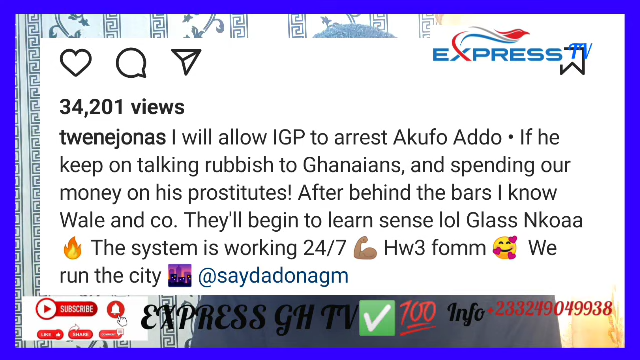 EXPRESS TV
34,201 views
twenejonas I will allow IGP to arrest Akufo Addo • If he
keep on talking rubbish to Ghanaians, and spending our
money on his prostitutes! After behind the bars I know
Wale and co. They'll begin to learn sense lol Glass Nkoaa
🔥 The system is working 24/7 💪🏾 Hw3 fomm 🥰 We
run the city 🌆 @saydadonagm
SUBSCRIBE
LIKE SHARE
EXPRESS GH TV✅💯 Info+233249049938